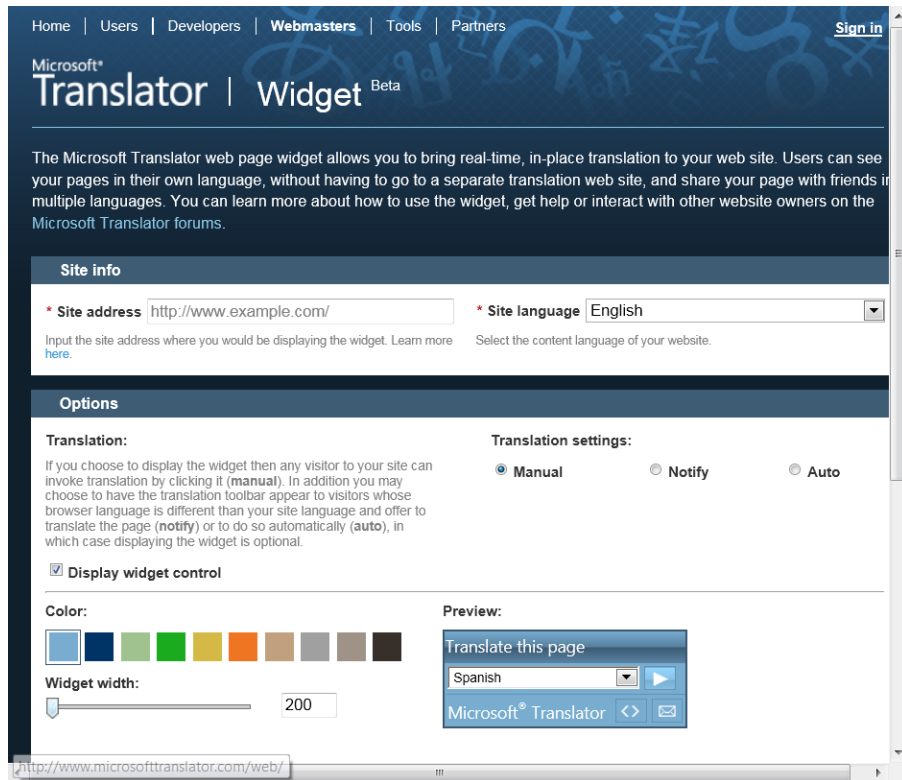 Home | Users | Developers | Webmasters | Tools | Partners
Sign in
Microsoft®
Translator | Widget Beta
The Microsoft Translator web page widget allows you to bring real-time, in-place translation to your web site. Users can see
your pages in their own language, without having to go to a separate translation web site, and share your page with friends in
multiple languages. You can learn more about how to use the widget, get help or interact with other website owners on the
Microsoft Translator forums.
Site info
* Site address http://www.example.com/
* Site language English
Input the site address where you would be displaying the widget. Learn more
here.
Select the content language of your website.
Options
Translation:
If you choose to display the widget then any visitor to your site can
invoke translation by clicking it (manual). In addition you may
choose to have the translation toolbar appear to visitors whose
browser language is different than your site language and offer to
translate the page (notify) or to do so automatically (auto), in
which case displaying the widget is optional.
Translation settings:
Manual Notify Auto
Display widget control
Color:
Widget width:
200
Preview:
Translate this page
Spanish
Microsoft® Translator
http://www.microsofttranslator.com/web/